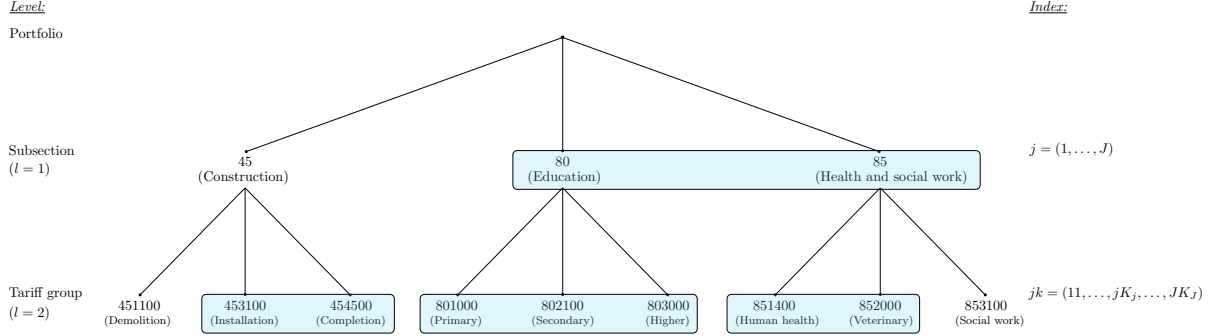 Level:
Index:
Portfolio
Subsection
(l = 1)
45
(Construction)
80
(Education)
85
(Health and social work)
j = (1, . . . , J)
Tariff group
(l = 2)
451100
(Demolition)
453100
(Installation)
454500
(Completion)
801000
(Primary)
802100
(Secondary)
803000
(Higher)
851400
(Human health)
852000
(Veterinary)
853100
(Social work)
jk = (11, . . . , jK_j, . . . , JK_J)